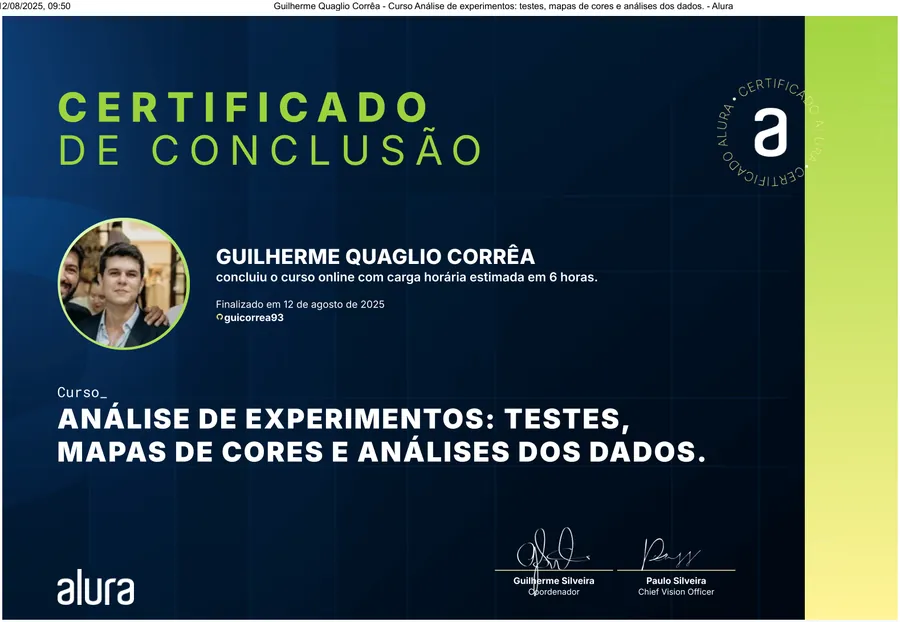 12/08/2025, 09:50
Guilherme Quaglio Corrêa - Curso Análise de experimentos: testes, mapas de cores e análises dos dados. - Alura
CERTIFICADO
DE CONCLUSÃO
CERTIFICADO ALURA • CERTIFICADO ALURA •
a
GUILHERME QUAGLIO CORRÊA
concluiu o curso online com carga horária estimada em 6 horas.
Finalizado em 12 de agosto de 2025
guicorrea93
Curso_
ANÁLISE DE EXPERIMENTOS: TESTES,
MAPAS DE CORES E ANÁLISES DOS DADOS.
alura
Guilherme Silveira
Coordenador
Paulo Silveira
Chief Vision Officer